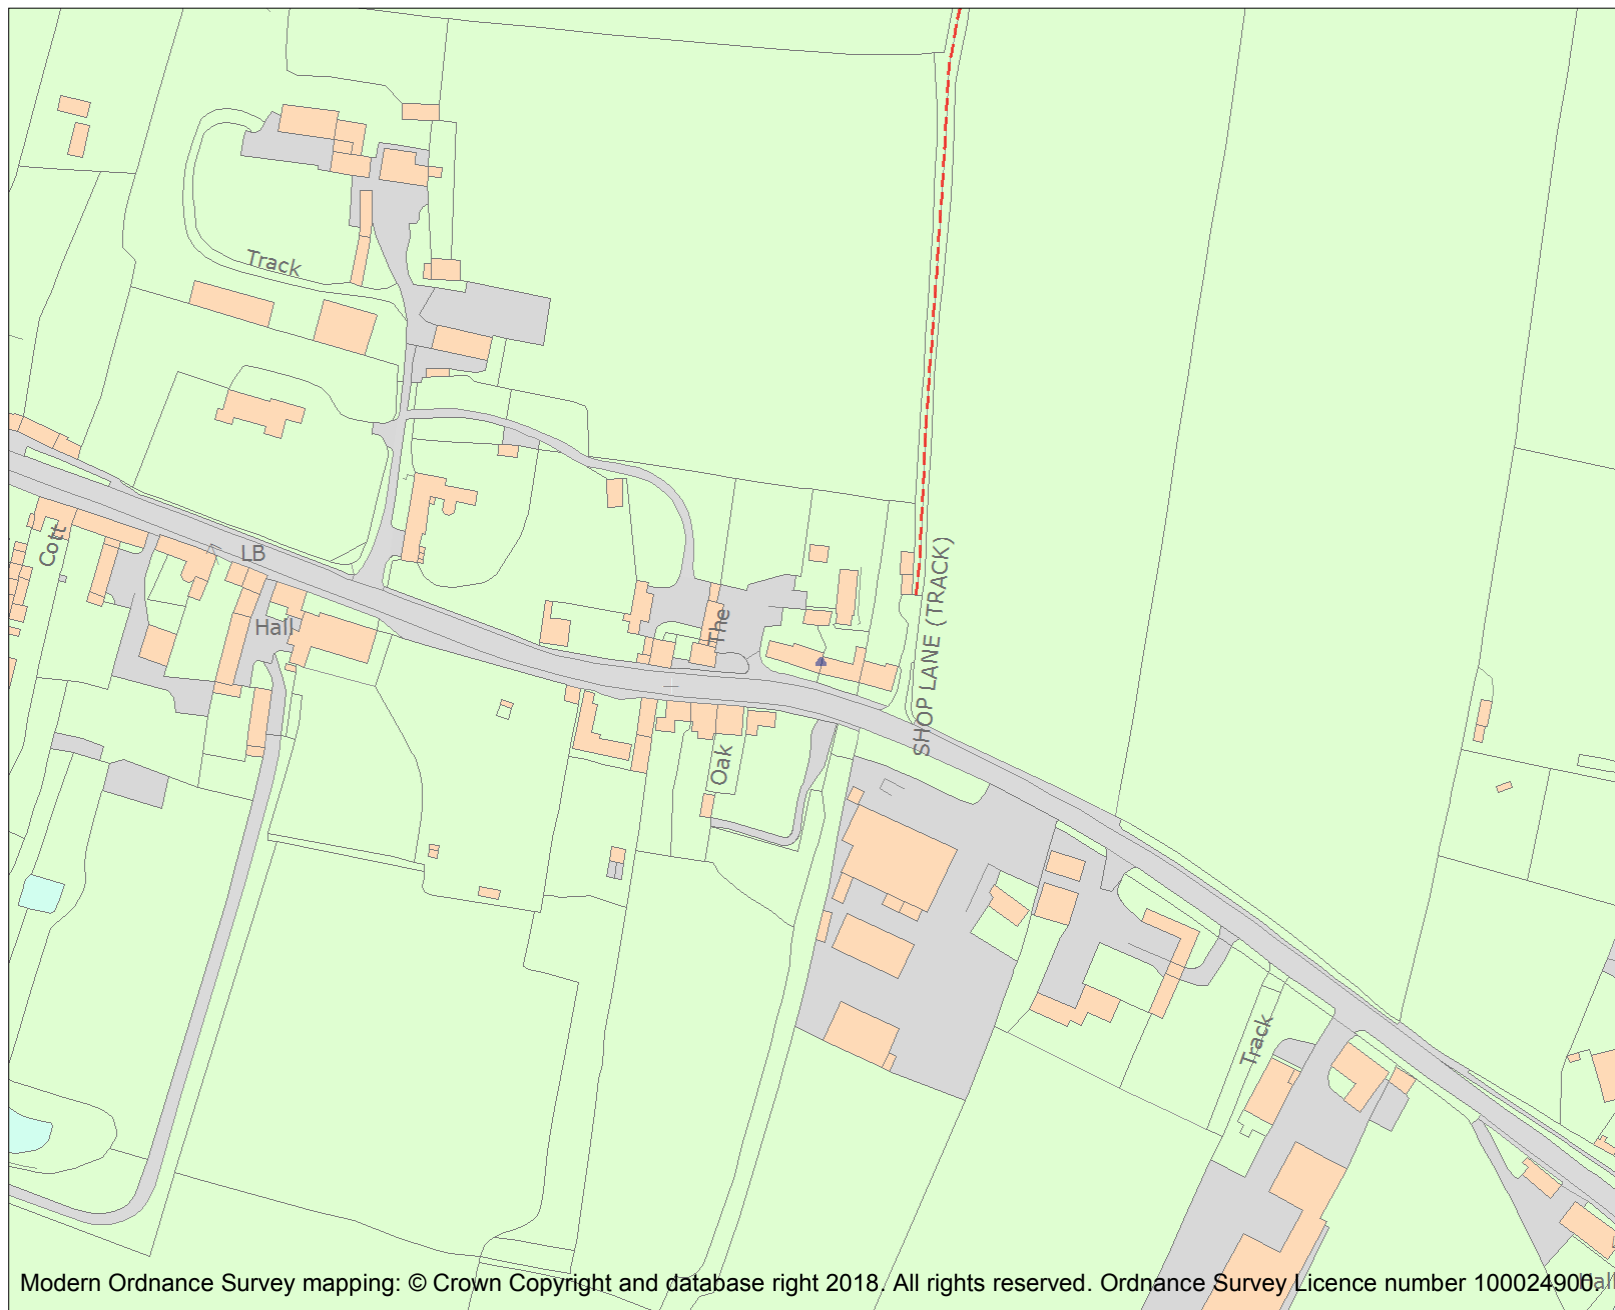 Track
Cott
LB
Hall
The
SHOP LANE (TRACK)
Oak
Track
Modern Ordnance Survey mapping: © Crown Copyright and database right 2018. All rights reserved. Ordnance Survey Licence number 100024900.
Hall